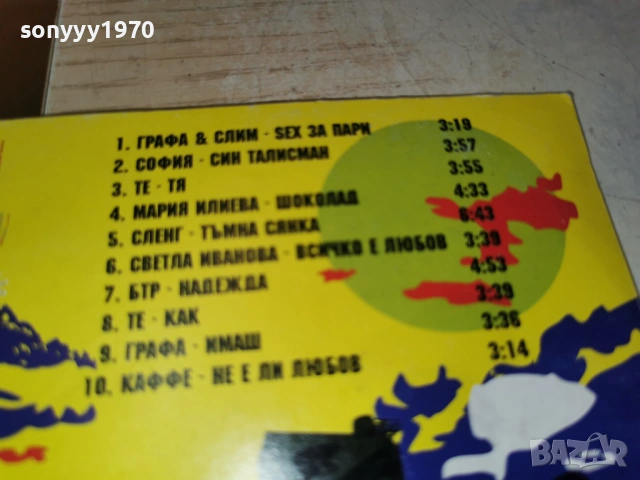 sonyyy1970
1. ГРАФА & СЛИМ - SEX ЗА ПАРИ 3:19
2. СОФИЯ - СИН ТАЛИСМАН 3:57
3. ТЕ - ТЯ 3:55
4. МАРИЯ ИЛИЕВА - ШОКОЛАД 4:33
5. СЛЕНГ - ТЪМНА СЯНКА 6:43
6. СВЕТЛА ИВАНОВА - ВСИЧКО Е ЛЮБОВ 3:39
7. БТР - НАДЕЖДА 4:53
8. ТЕ - КАК 3:39
9. ГРАФА - ИМАШ 3:36
10. КАФФЕ - НЕ Е ЛИ ЛЮБОВ 3:14
BAZAR